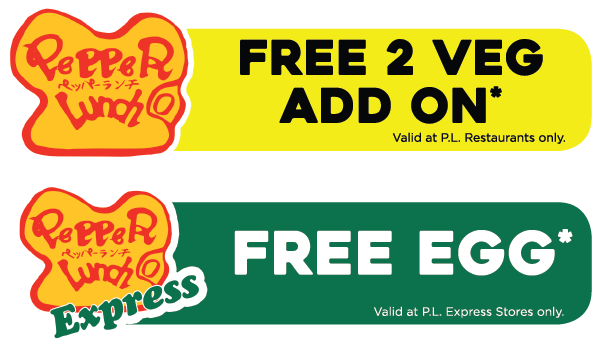 PePPeR
ペッパーランチ
Lunch
FREE 2 VEG
ADD ON*
Valid at P.L. Restaurants only.
PePPeR
ペッパーランチ
Lunch
Express
FREE EGG*
Valid at P.L. Express Stores only.